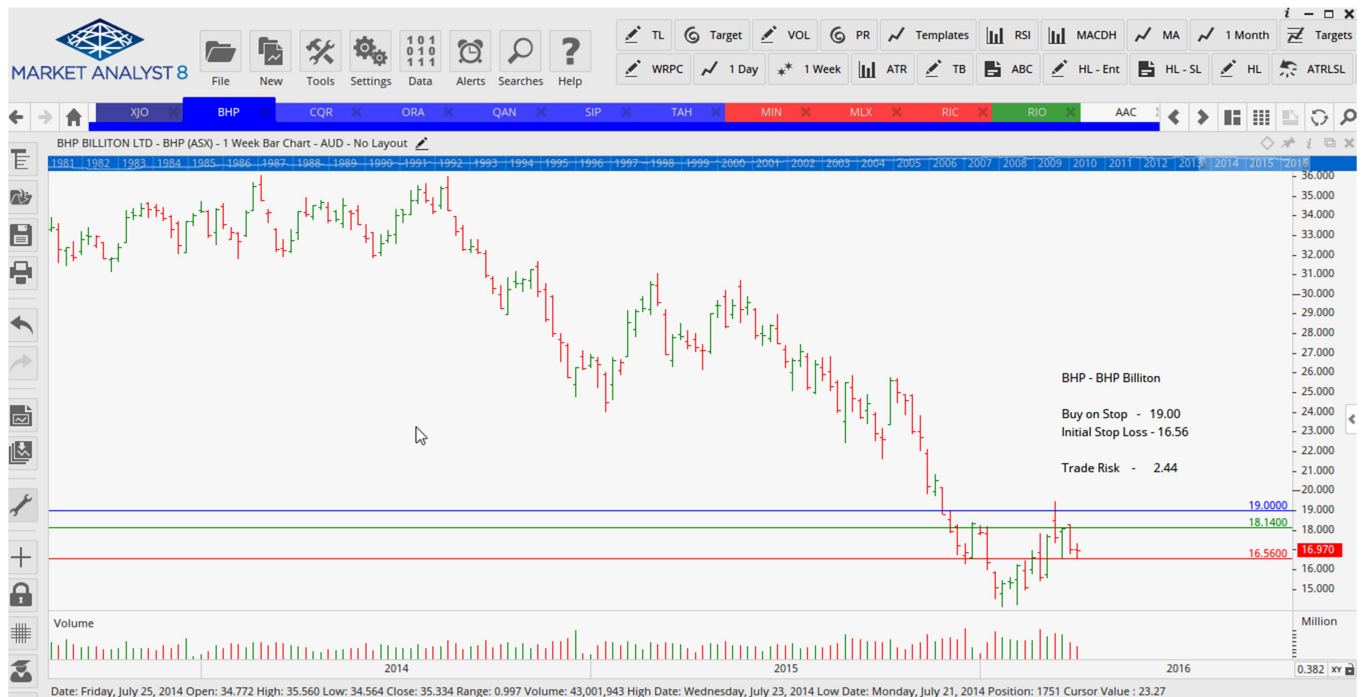 MARKET ANALYST 8
File New Tools Settings Data Alerts Searches Help
TL Target VOL PR Templates RSI MACDH MA 1 Month Targets
WRPC 1 Day 1 Week ATR TB ABC HL - Ent HL - SL HL ATRLSL
XJO BHP CQR ORA QAN SIP TAH MIN MLX RIC RIO AAC
BHP BILLITON LTD - BHP (ASX) - 1 Week Bar Chart - AUD - No Layout
1981 1982 1983 1984 1985 1986 1987 1988 1989 1990 1991 1992 1993 1994 1995 1996 1997 1998 1999 2000 2001 2002 2003 2004 2005 2006 2007 2008 2009 2010 2011 2012 2013 2014 2015 2016
36.000
35.000
34.000
33.000
32.000
31.000
30.000
29.000
28.000
27.000
26.000
BHP - BHP Billiton
25.000
Buy on Stop - 19.00
24.000
Initial Stop Loss - 16.56
23.000
22.000
Trade Risk - 2.44
21.000
20.000
19.0000 19.000
18.1400 18.000
16.5600 16.970
16.000
15.000
Volume Million
2014 2015 2016 0.382 XY
Date: Friday, July 25, 2014 Open: 34.772 High: 35.560 Low: 34.564 Close: 35.334 Range: 0.997 Volume: 43,001,943 High Date: Wednesday, July 23, 2014 Low Date: Monday, July 21, 2014 Position: 1751 Cursor Value : 23.27